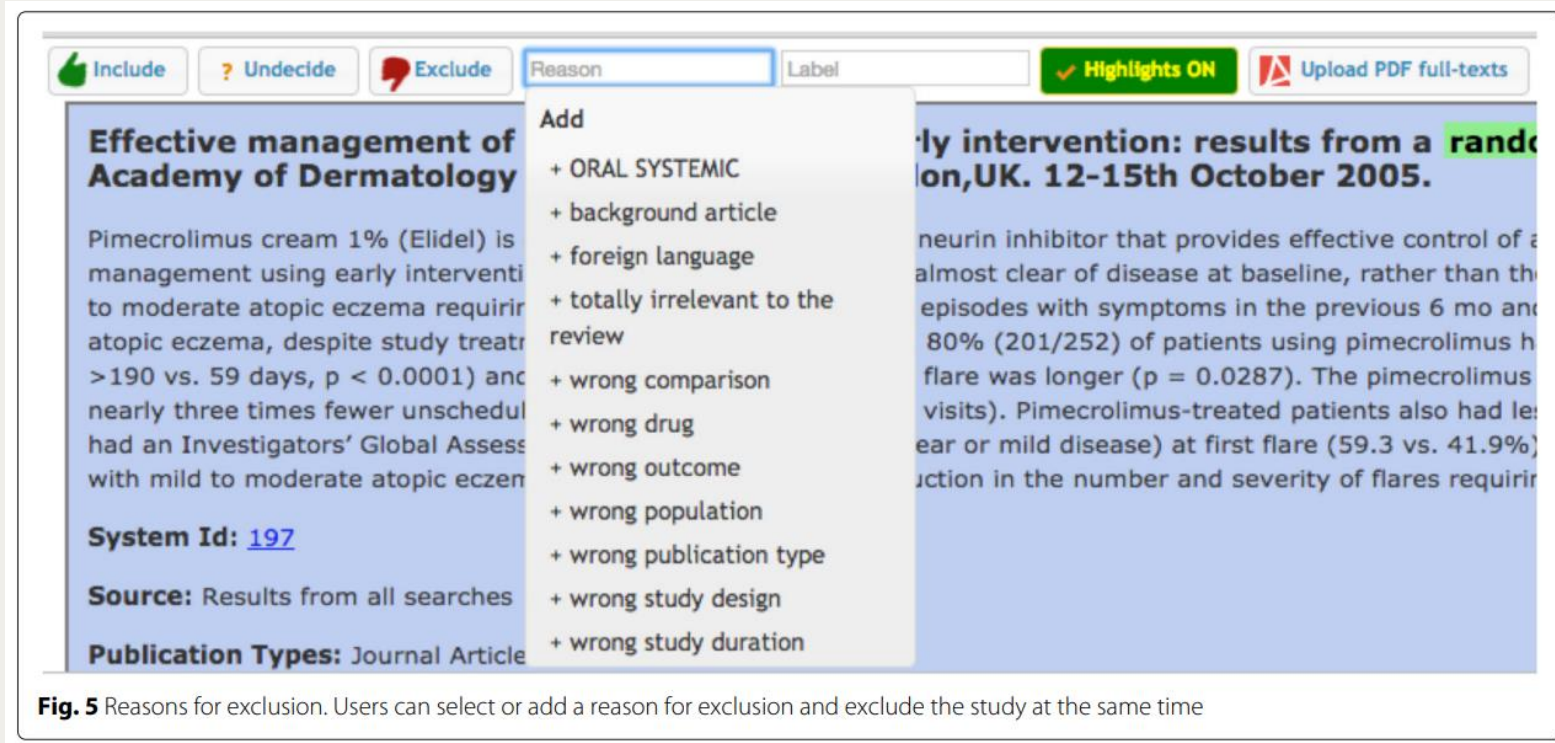 Include ? Undecide Exclude Reason Label Highlights ON Upload PDF full-texts
Effective management of rly intervention: results from a rando
Academy of Dermatology on,UK. 12-15th October 2005.
Pimecrolimus cream 1% (Elidel) is neurin inhibitor that provides effective control of a
management using early interventi almost clear of disease at baseline, rather than th
to moderate atopic eczema requirin episodes with symptoms in the previous 6 mo and
atopic eczema, despite study treatr 80% (201/252) of patients using pimecrolimus h
>190 vs. 59 days, p < 0.0001) and flare was longer (p = 0.0287). The pimecrolimus
nearly three times fewer unschedul visits). Pimecrolimus-treated patients also had le
had an Investigators' Global Assess ear or mild disease) at first flare (59.3 vs. 41.9%)
with mild to moderate atopic eczem uction in the number and severity of flares requirin
System Id: 197
Source: Results from all searches
Publication Types: Journal Article
Add
+ ORAL SYSTEMIC
+ background article
+ foreign language
+ totally irrelevant to the
review
+ wrong comparison
+ wrong drug
+ wrong outcome
+ wrong population
+ wrong publication type
+ wrong study design
+ wrong study duration
Fig. 5 Reasons for exclusion. Users can select or add a reason for exclusion and exclude the study at the same time